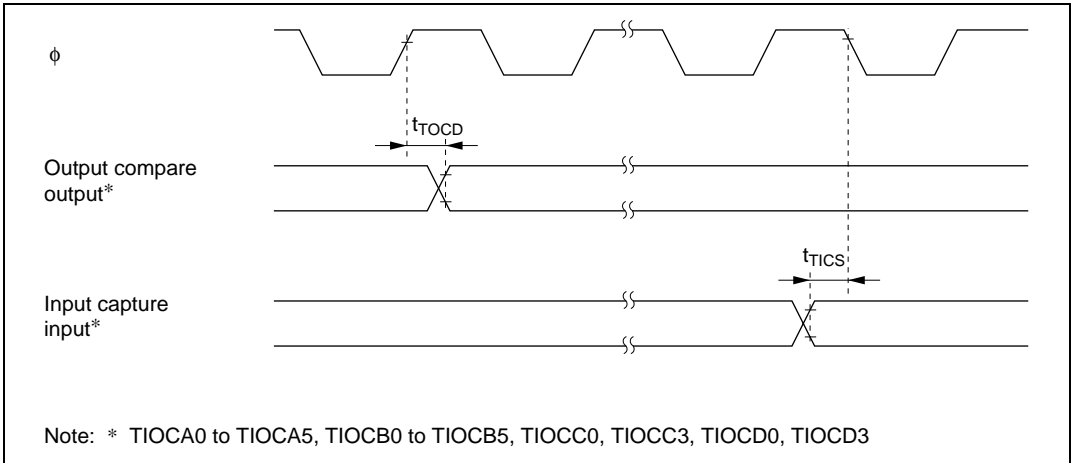 ϕ
tTOCD
Output compare
output*
tTICS
Input capture
input*
Note: * TIOCA0 to TIOCA5, TIOCB0 to TIOCB5, TIOCC0, TIOCC3, TIOCD0, TIOCD3